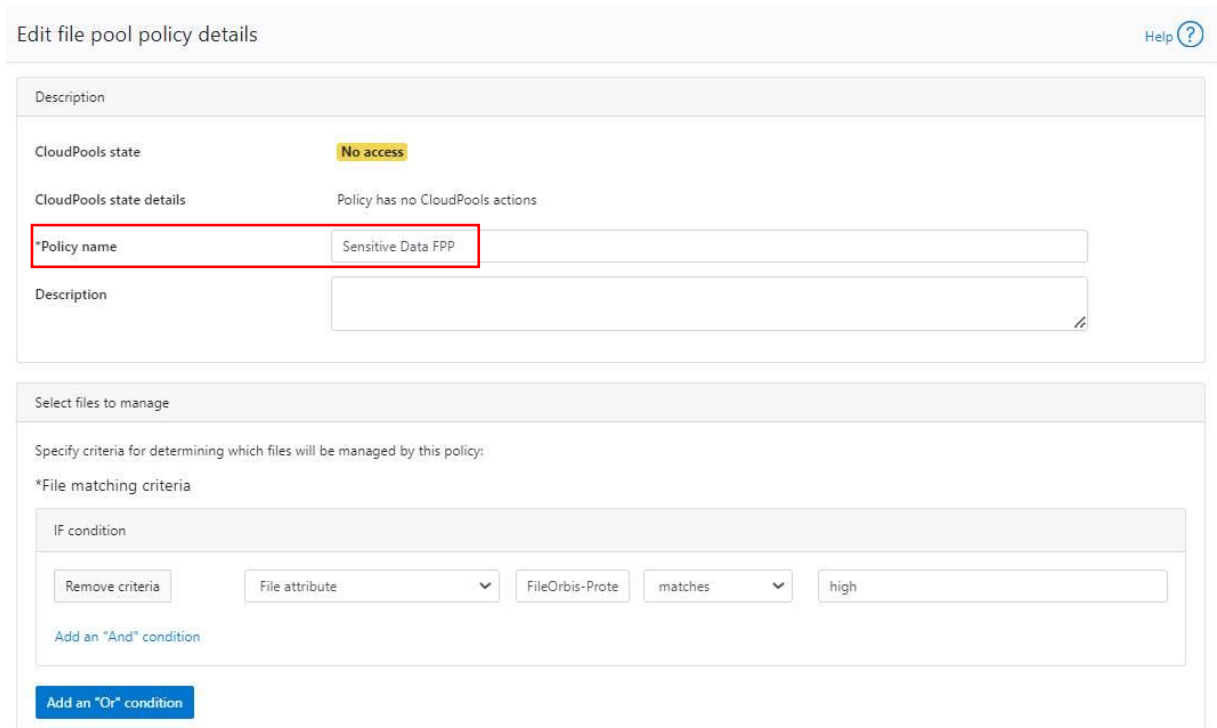 Edit file pool policy details
Help ?
Description
CloudPools state No access
CloudPools state details Policy has no CloudPools actions
*Policy name Sensitive Data FPP
Description
Select files to manage
Specify criteria for determining which files will be managed by this policy:
*File matching criteria
IF condition
Remove criteria File attribute FileOrbis-Prote matches high
Add an "And" condition
Add an "Or" condition